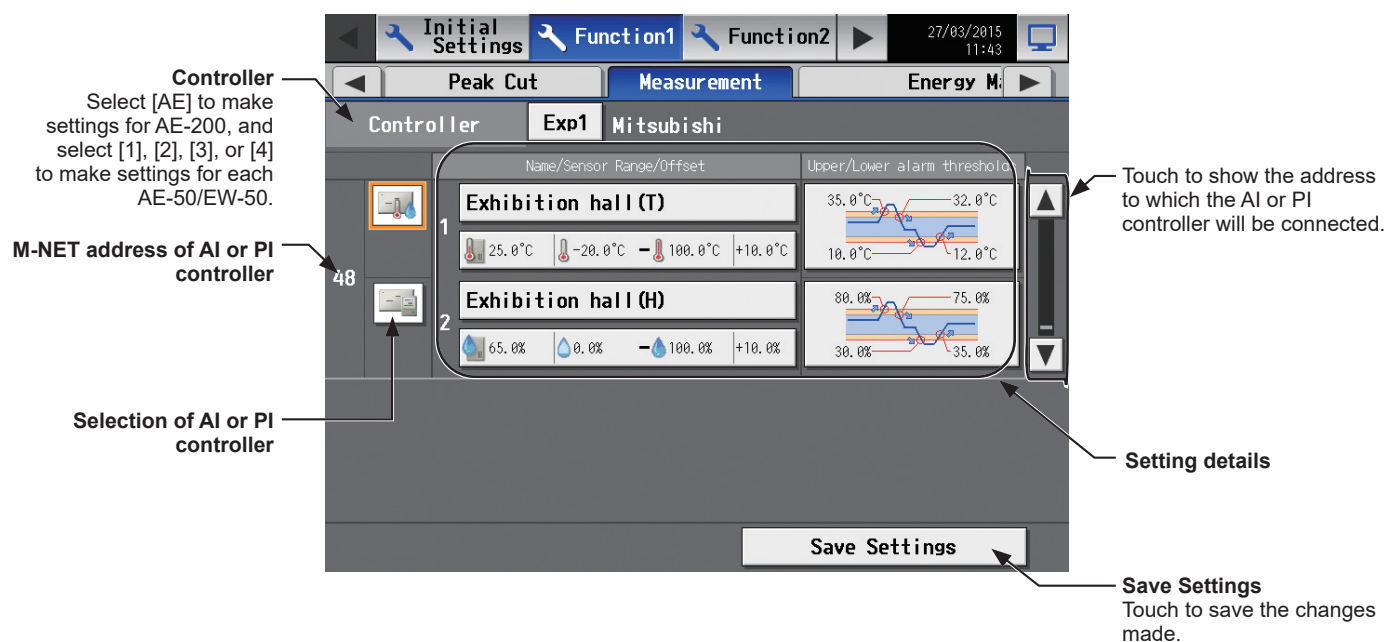 Initial
Settings
Function1
Function2
27/03/2015
11:43
Peak Cut
Measurement
Energy M
Controller
Select [AE] to make
settings for AE-200, and
select [1], [2], [3], or [4]
to make settings for each
AE-50/EW-50.
Controller
Exp1
Mitsubishi
Name/Sensor Range/Offset
Upper/Lower alarm thresholds
M-NET address of AI or PI
controller
48
1
Exhibition hall(T)
25.0°C
-20.0°C
-
100.0°C
+10.0°C
35.0°C
32.0°C
10.0°C
12.0°C
2
Exhibition hall(H)
65.0%
0.0%
-
100.0%
+10.0%
80.0%
75.0%
30.0%
35.0%
Touch to show the address
to which the AI or PI
controller will be connected.
Selection of AI or PI
controller
Setting details
Save Settings
Save Settings
Touch to save the changes
made.